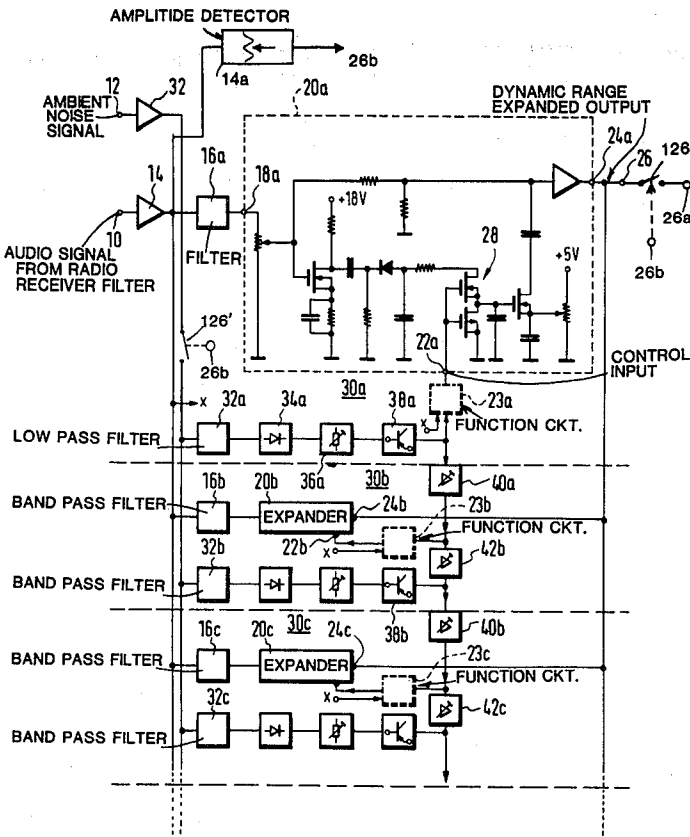 AMPLITIDE DETECTOR
14a
26b
12
32
AMBIENT
NOISE
SIGNAL
20a
DYNAMIC RANGE
EXPANDED OUTPUT
24a
26
126
26a
26b
14
16a
18a
10
AUDIO SIGNAL
FROM RADIO
RECEIVER FILTER
FILTER
+18V
28
+5V
126'
26b
22a
CONTROL
INPUT
x
32a
34a
30a
38a
23a
x
FUNCTION CKT.
LOW PASS FILTER
36a
40a
BAND PASS FILTER
16b
20b
30b
24b
23b
EXPANDER
FUNCTION CKT.
22b
x
32b
42b
BAND PASS FILTER
38b
40b
BAND PASS FILTER
16c
20c
30c
24c
23c
EXPANDER
FUNCTION CKT.
x
32c
42c
BAND PASS FILTER